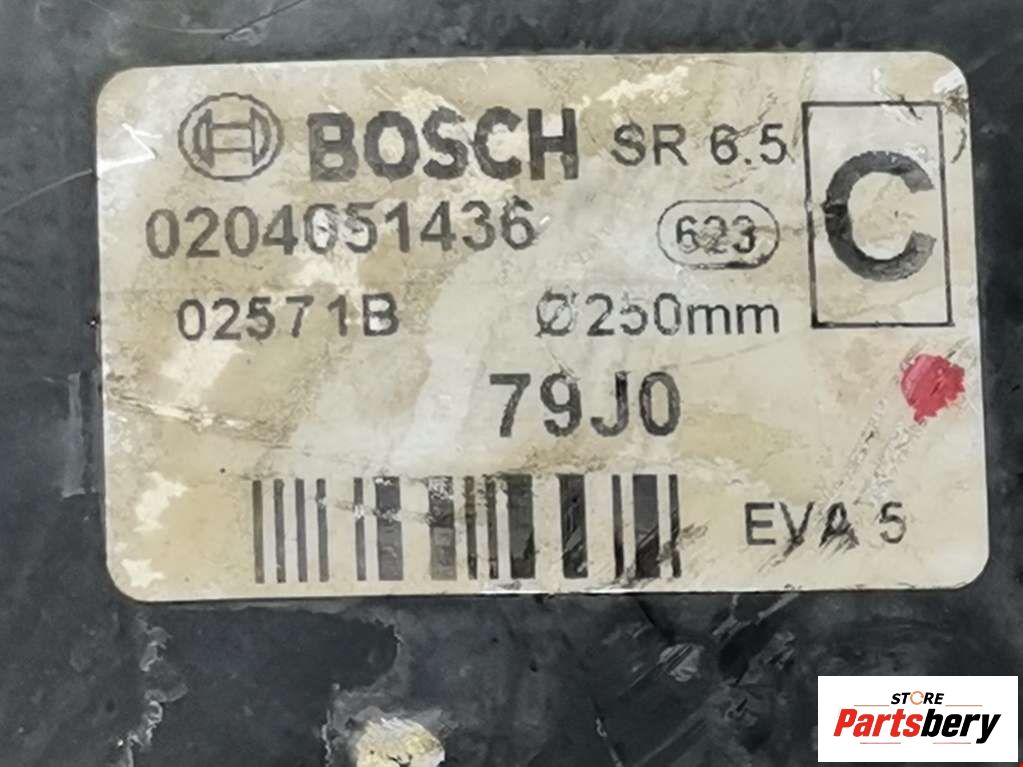 BOSCH SR 6.5 C
0204051436 623
02571B Ø250mm
79J0
EVA 5
STORE
Partsbery